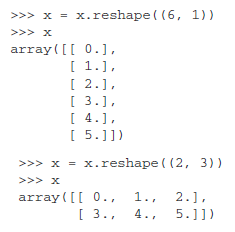 >>> x = x.reshape((6, 1))
>>> x
array([[ 0.],
       [ 1.],
       [ 2.],
       [ 3.],
       [ 4.],
       [ 5.]])
>>> x = x.reshape((2, 3))
>>> x
array([[ 0.,  1.,  2.],
       [ 3.,  4.,  5.]])